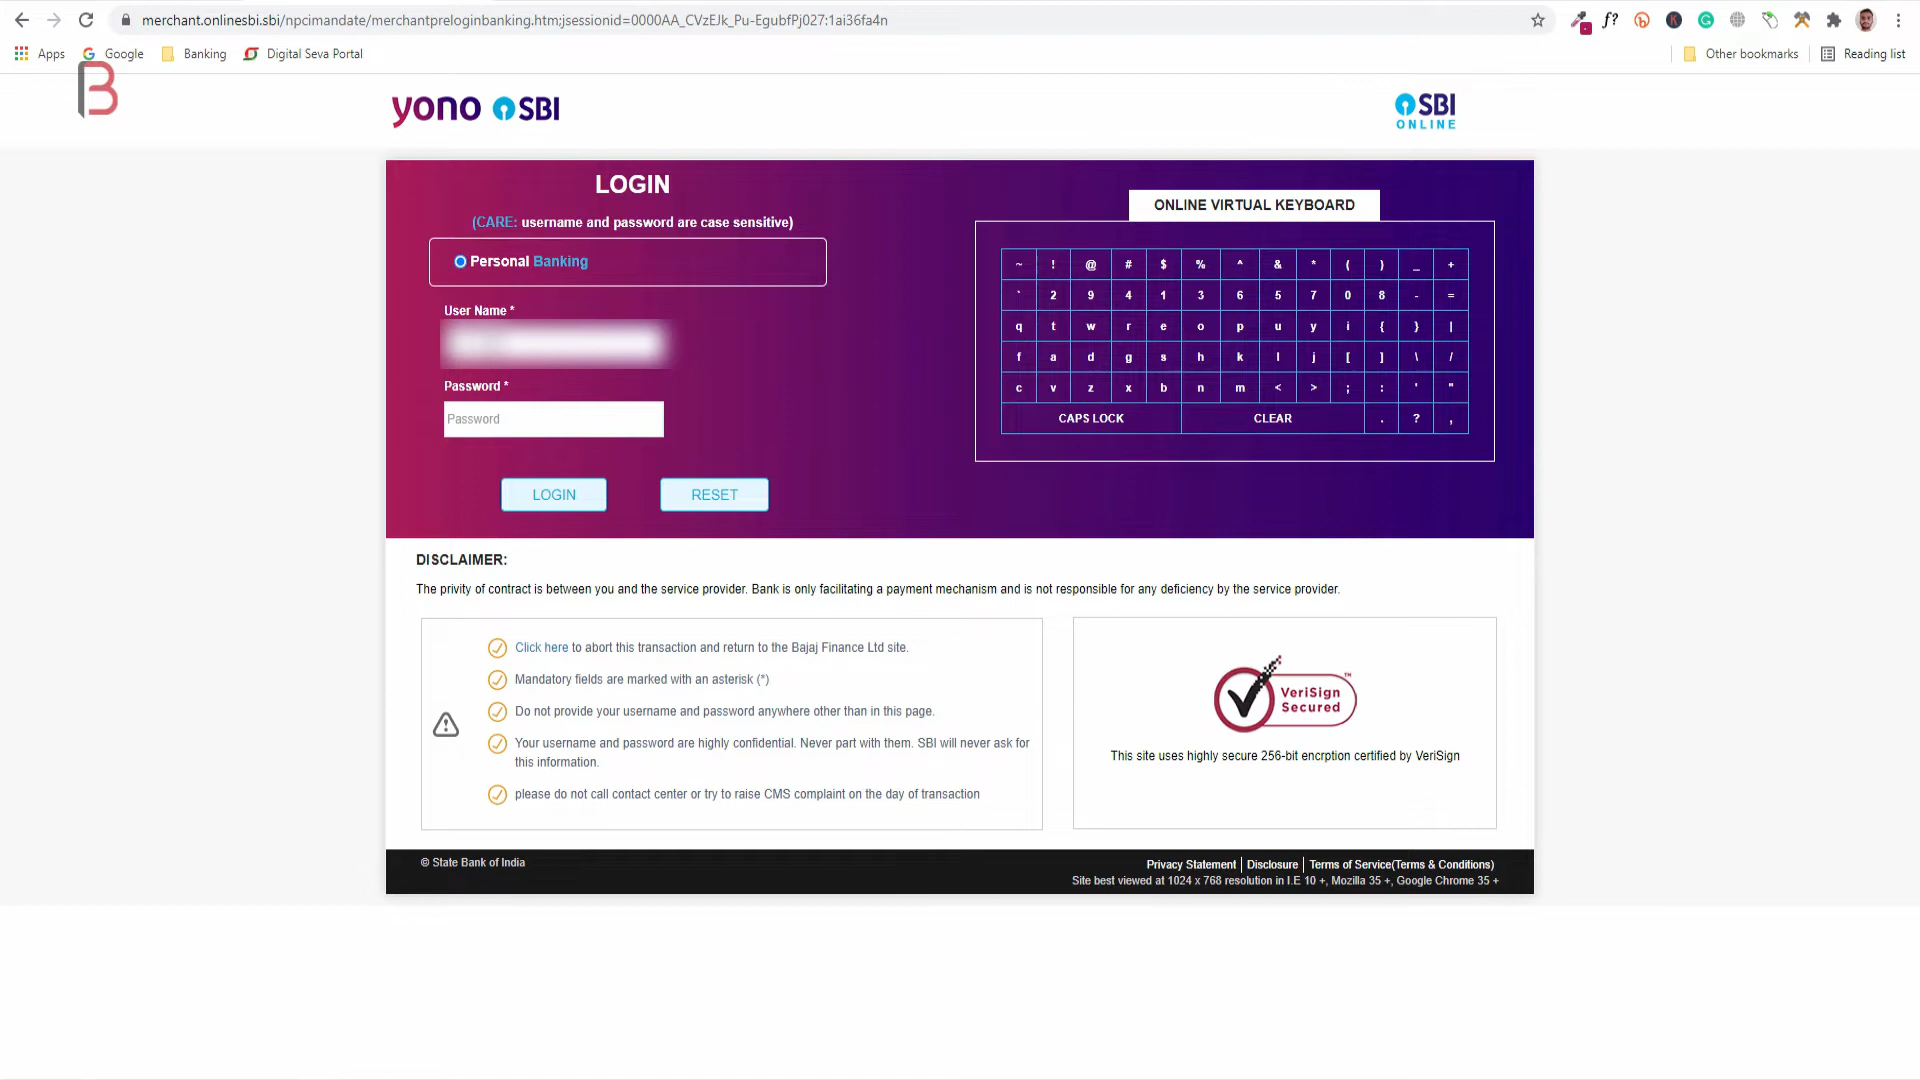 merchant.onlinesbi.sbi/npcimandate/merchantpreloginbanking.htm;jsessionid=0000AA_CVzEJk_Pu-EgubfPj027:1ai36fa4n
Apps Google Banking Digital Seva Portal Other bookmarks Reading list
B
yono SBI
SBI
ONLINE
LOGIN
(CARE: username and password are case sensitive)
Personal Banking
User Name *
Password *
Password
LOGIN RESET
ONLINE VIRTUAL KEYBOARD
~ ! @ # $ % ^ & * ( ) _ +
` 2 9 4 1 3 6 5 7 0 8 - =
q t w r e o p u y i { } |
f a d g s h k l j [ ] \ /
c v z x b n m < > ; : ' "
CAPS LOCK CLEAR . ? ,
DISCLAIMER:
The privity of contract is between you and the service provider. Bank is only facilitating a payment mechanism and is not responsible for any deficiency by the service provider.
Click here to abort this transaction and return to the Bajaj Finance Ltd site.
Mandatory fields are marked with an asterisk (*)
Do not provide your username and password anywhere other than in this page.
Your username and password are highly confidential. Never part with them. SBI will never ask for
this information.
please do not call contact center or try to raise CMS complaint on the day of transaction
VeriSign™
Secured
This site uses highly secure 256-bit encrption certified by VeriSign
© State Bank of India
Privacy Statement | Disclosure | Terms of Service(Terms & Conditions)
Site best viewed at 1024 x 768 resolution in I.E 10 +, Mozilla 35 +, Google Chrome 35 +